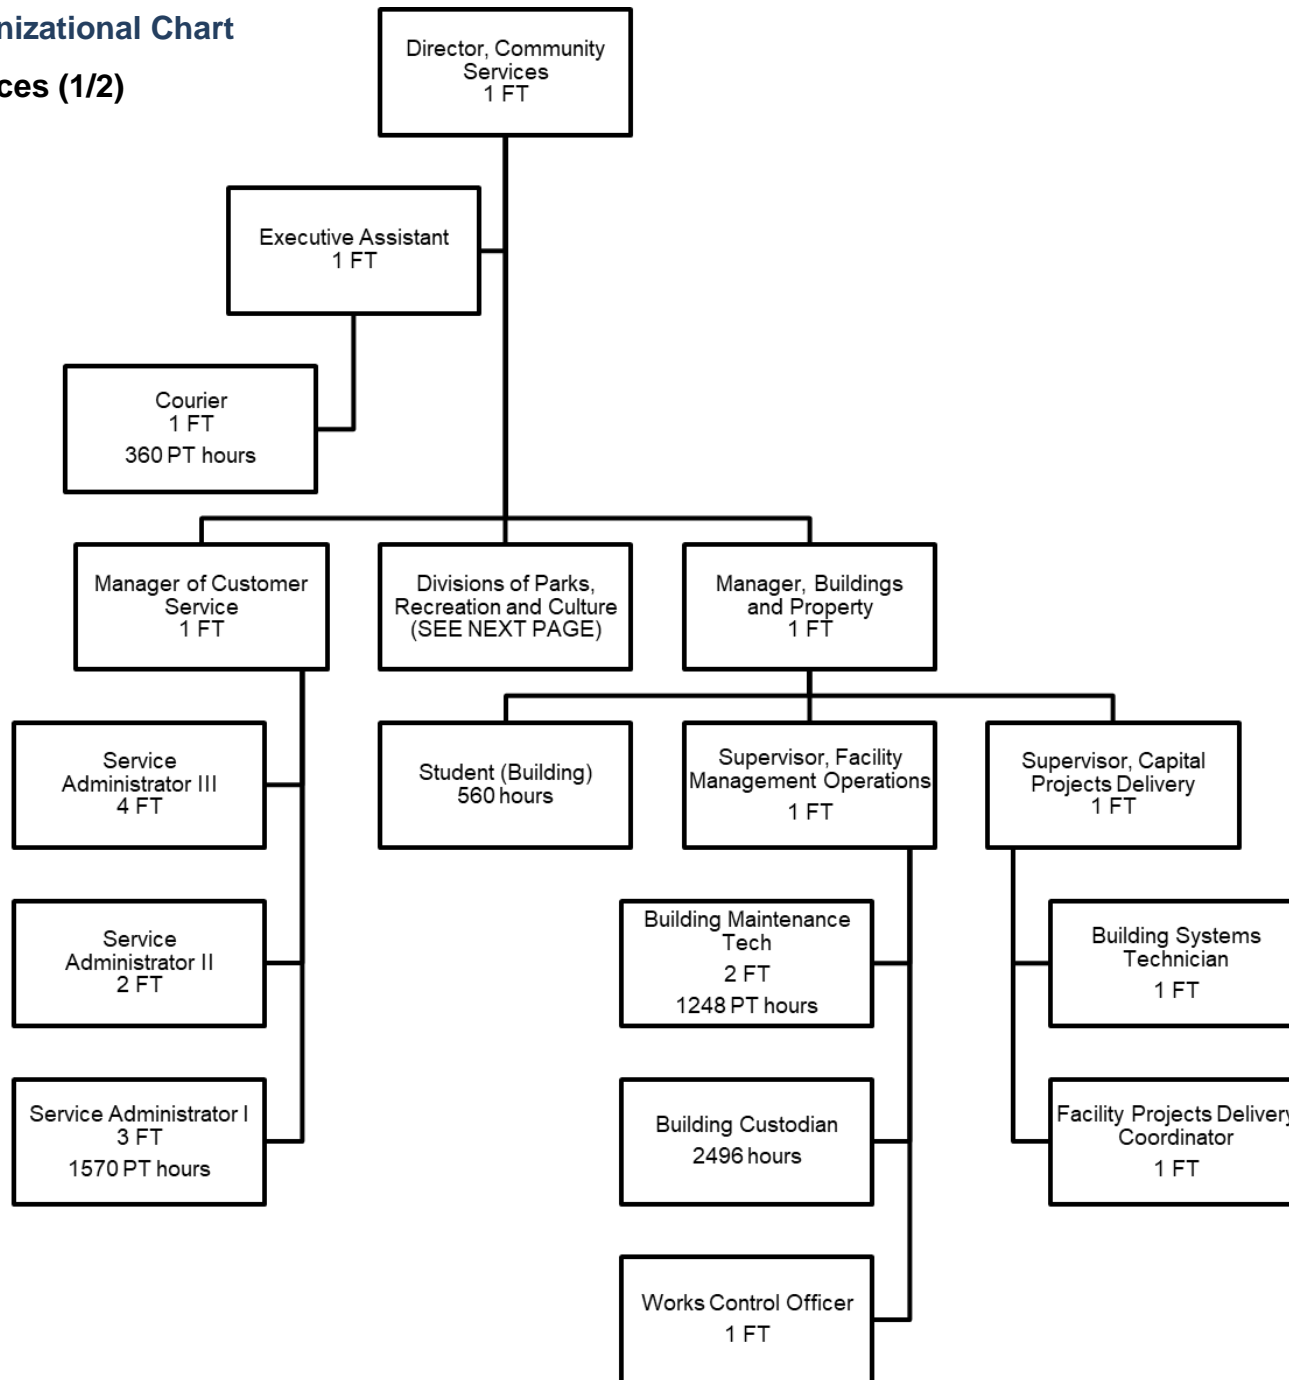 nizational Chart
ces (1/2)
Director, Community
Services
1 FT
Executive Assistant
1 FT
Courier
1 FT
360 PT hours
Manager of Customer
Service
1 FT
Divisions of Parks,
Recreation and Culture
(SEE NEXT PAGE)
Manager, Buildings
and Property
1 FT
Service
Administrator III
4 FT
Student (Building)
560 hours
Supervisor, Facility
Management Operations
1 FT
Supervisor, Capital
Projects Delivery
1 FT
Service
Administrator II
2 FT
Building Maintenance
Tech
2 FT
1248 PT hours
Building Systems
Technician
1 FT
Service Administrator I
3 FT
1570 PT hours
Building Custodian
2496 hours
Facility Projects Delivery
Coordinator
1 FT
Works Control Officer
1 FT